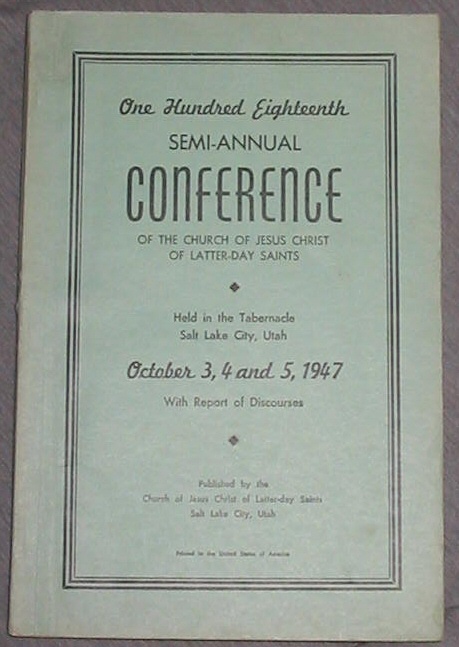 One Hundred Eighteenth
SEMI-ANNUAL
CONFERENCE
OF THE CHURCH OF JESUS CHRIST
OF LATTER-DAY SAINTS
Held in the Tabernacle
Salt Lake City, Utah
October 3, 4 and 5, 1947
With Report of Discourses
Published by the
Church of Jesus Christ of Latter-day Saints
Salt Lake City, Utah
Printed in the United States of America